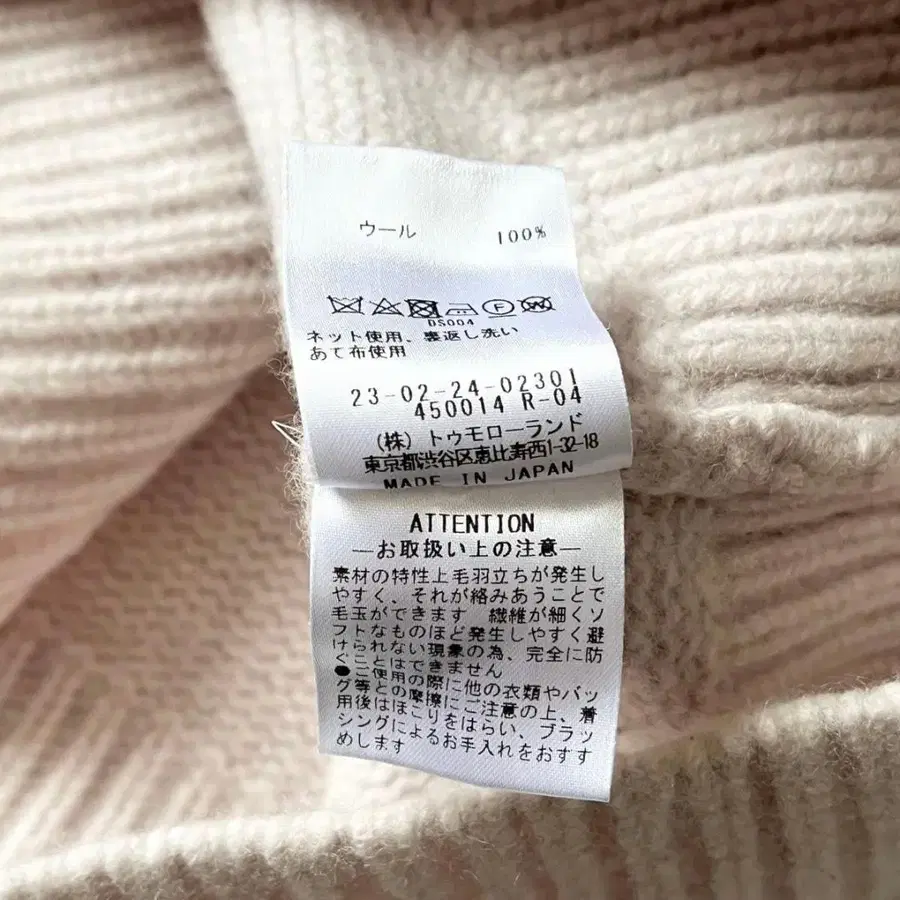 ウール 100%
F W
DS004
ネット使用、裏返し洗い
あて布使用
23-02-24-02301
450014 R-04
(株) トゥモローランド
東京都渋谷区恵比寿西1-32-18
MADE IN JAPAN
ATTENTION
―お取扱い上の注意―
素材の特性上毛羽立ちが発生し
やすく、それが絡みあうことで
毛玉ができます 繊維が細くソ
フトなものほど発生しやすく避
けられない現象の為、完全に防
ぐことはできません
●ご使用の際に他の衣類やバッ
グ等との摩擦にご注意の上、着
用後はほこりをはらい、ブラッ
シングによるお手入れをおすす
めします